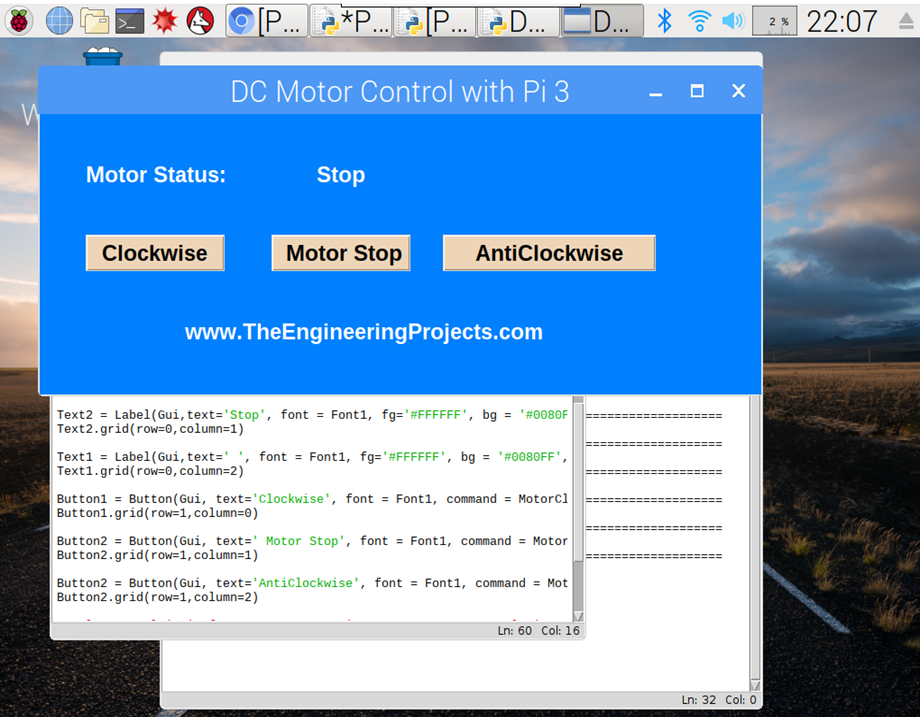 [P... *P... [P... D... D... 2 % 22:07
W
DC Motor Control with Pi 3
Motor Status: Stop
Clockwise Motor Stop AntiClockwise
www.TheEngineeringProjects.com
Text2 = Label(Gui,text='Stop', font = Font1, fg='#FFFFFF', bg = '#0080F
Text2.grid(row=0,column=1)
Text1 = Label(Gui,text=' ', font = Font1, fg='#FFFFFF', bg = '#0080FF',
Text1.grid(row=0,column=2)
Button1 = Button(Gui, text='Clockwise', font = Font1, command = MotorCl
Button1.grid(row=1,column=0)
Button2 = Button(Gui, text=' Motor Stop', font = Font1, command = Motor
Button2.grid(row=1,column=1)
Button2 = Button(Gui, text='AntiClockwise', font = Font1, command = Mot
Button2.grid(row=1,column=2)
Ln: 60 Col: 16
Ln: 32 Col: 0